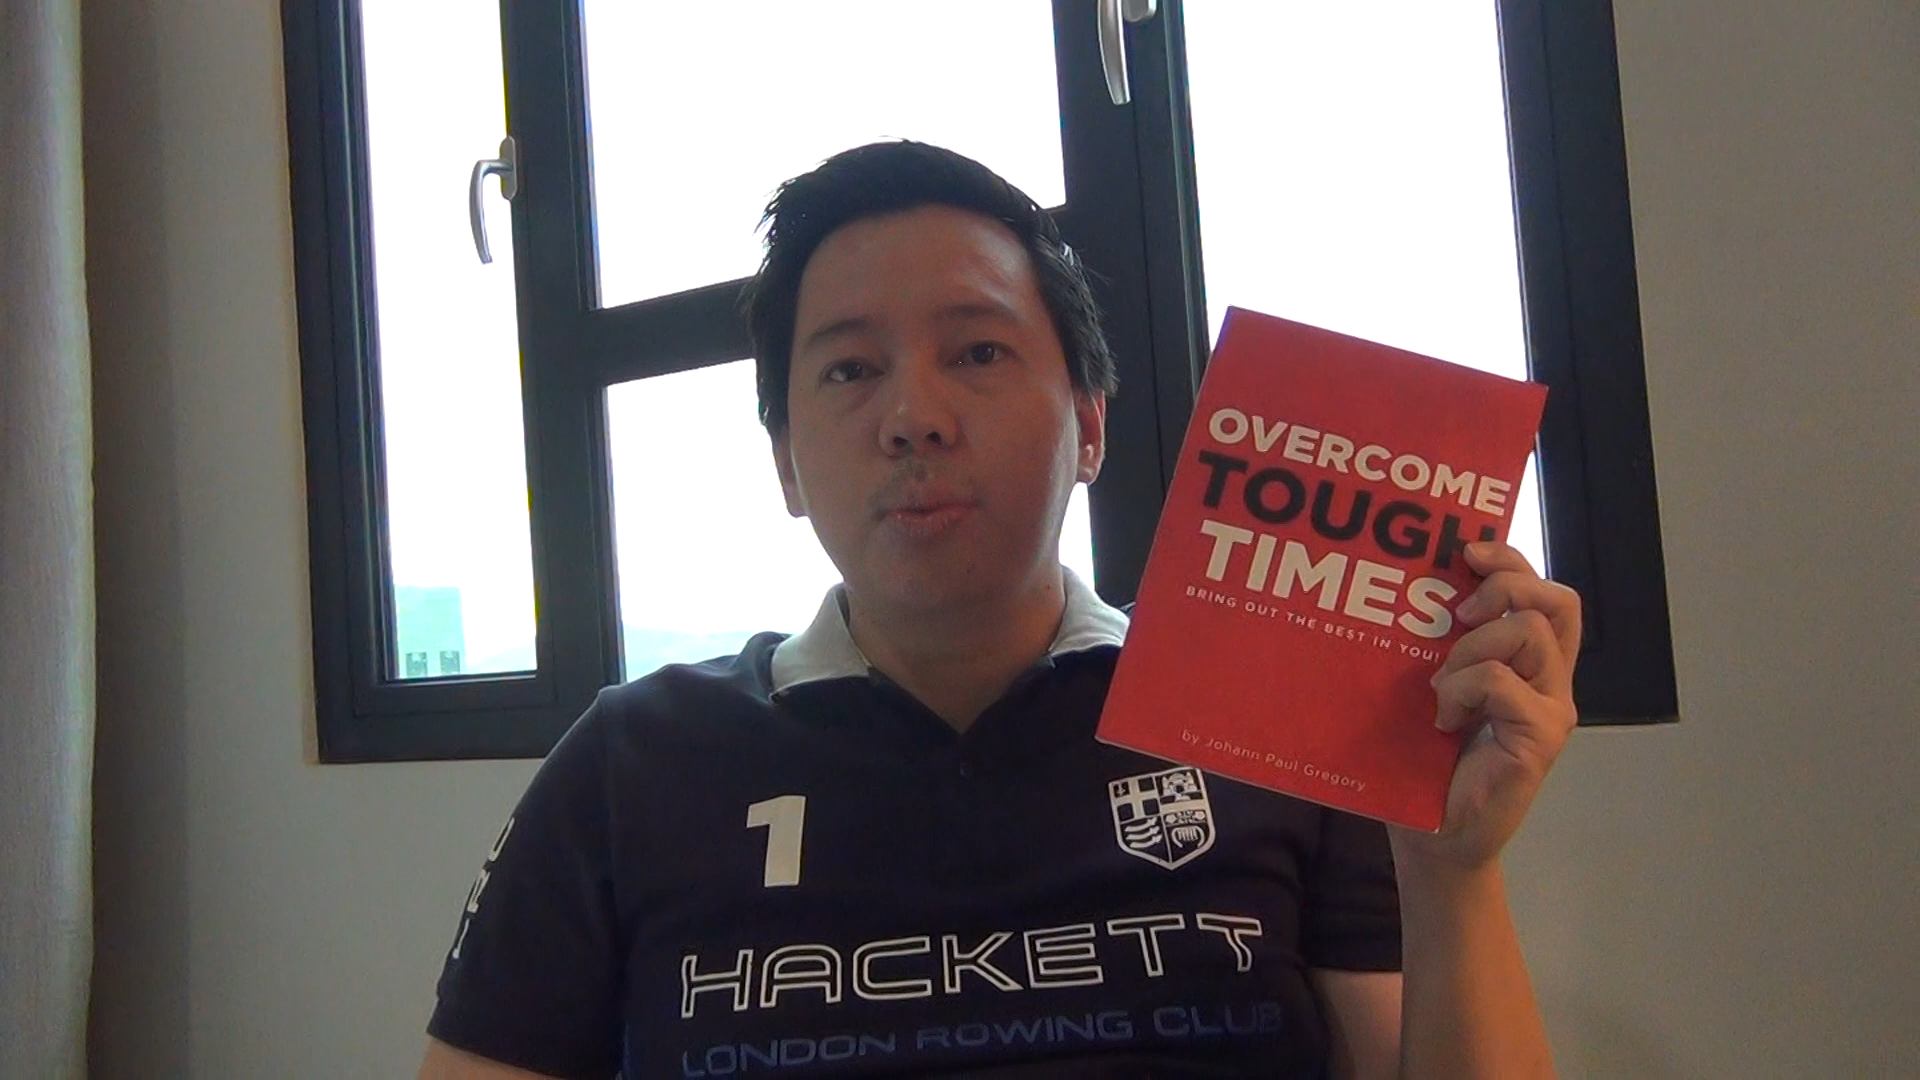 OVERCOME
TOUGH
TIMES
BRING OUT THE BEST IN YOU!
by Johann Paul Gregory
1
HACKETT
LONDON ROWING CLUB